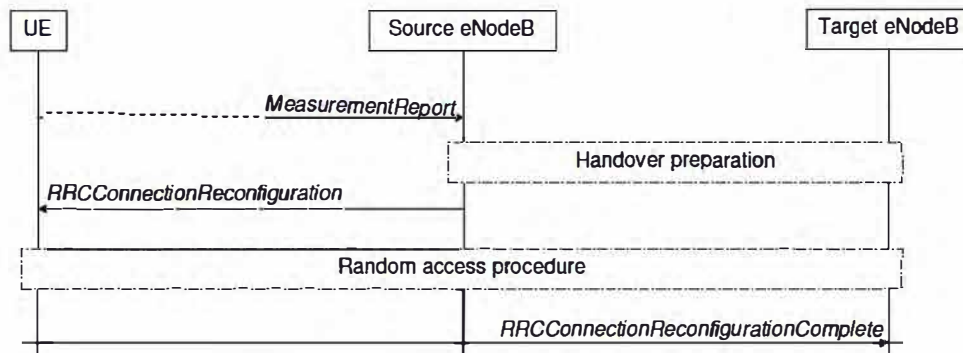 UE
Source eNodeB
Target eNodeB
MeasurementReport
Handover preparation
RRCConnectionReconfiguration
Random access procedure
RRCConnectionReconfigurationComplete